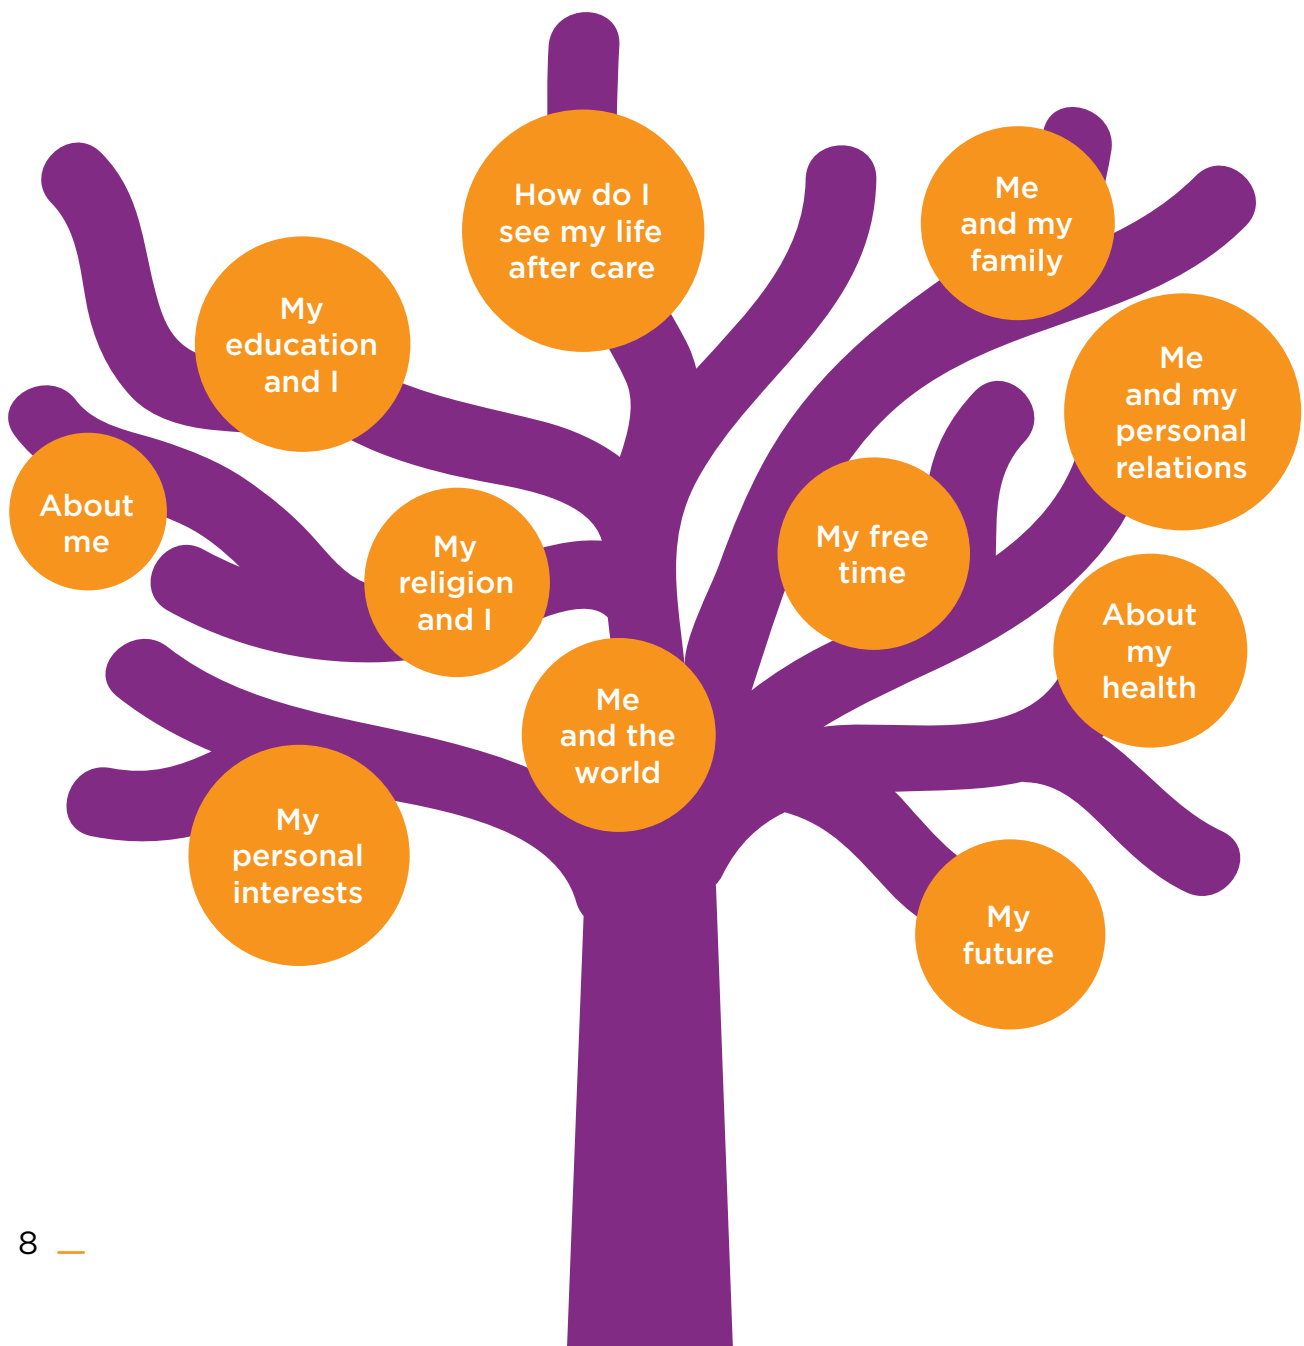 How do I
see my life
after care
Me
and my
family
My
education
and I
Me
and my
personal
relations
About
me
My
religion
and I
My free
time
About
my
health
Me
and the
world
My
personal
interests
My
future
8